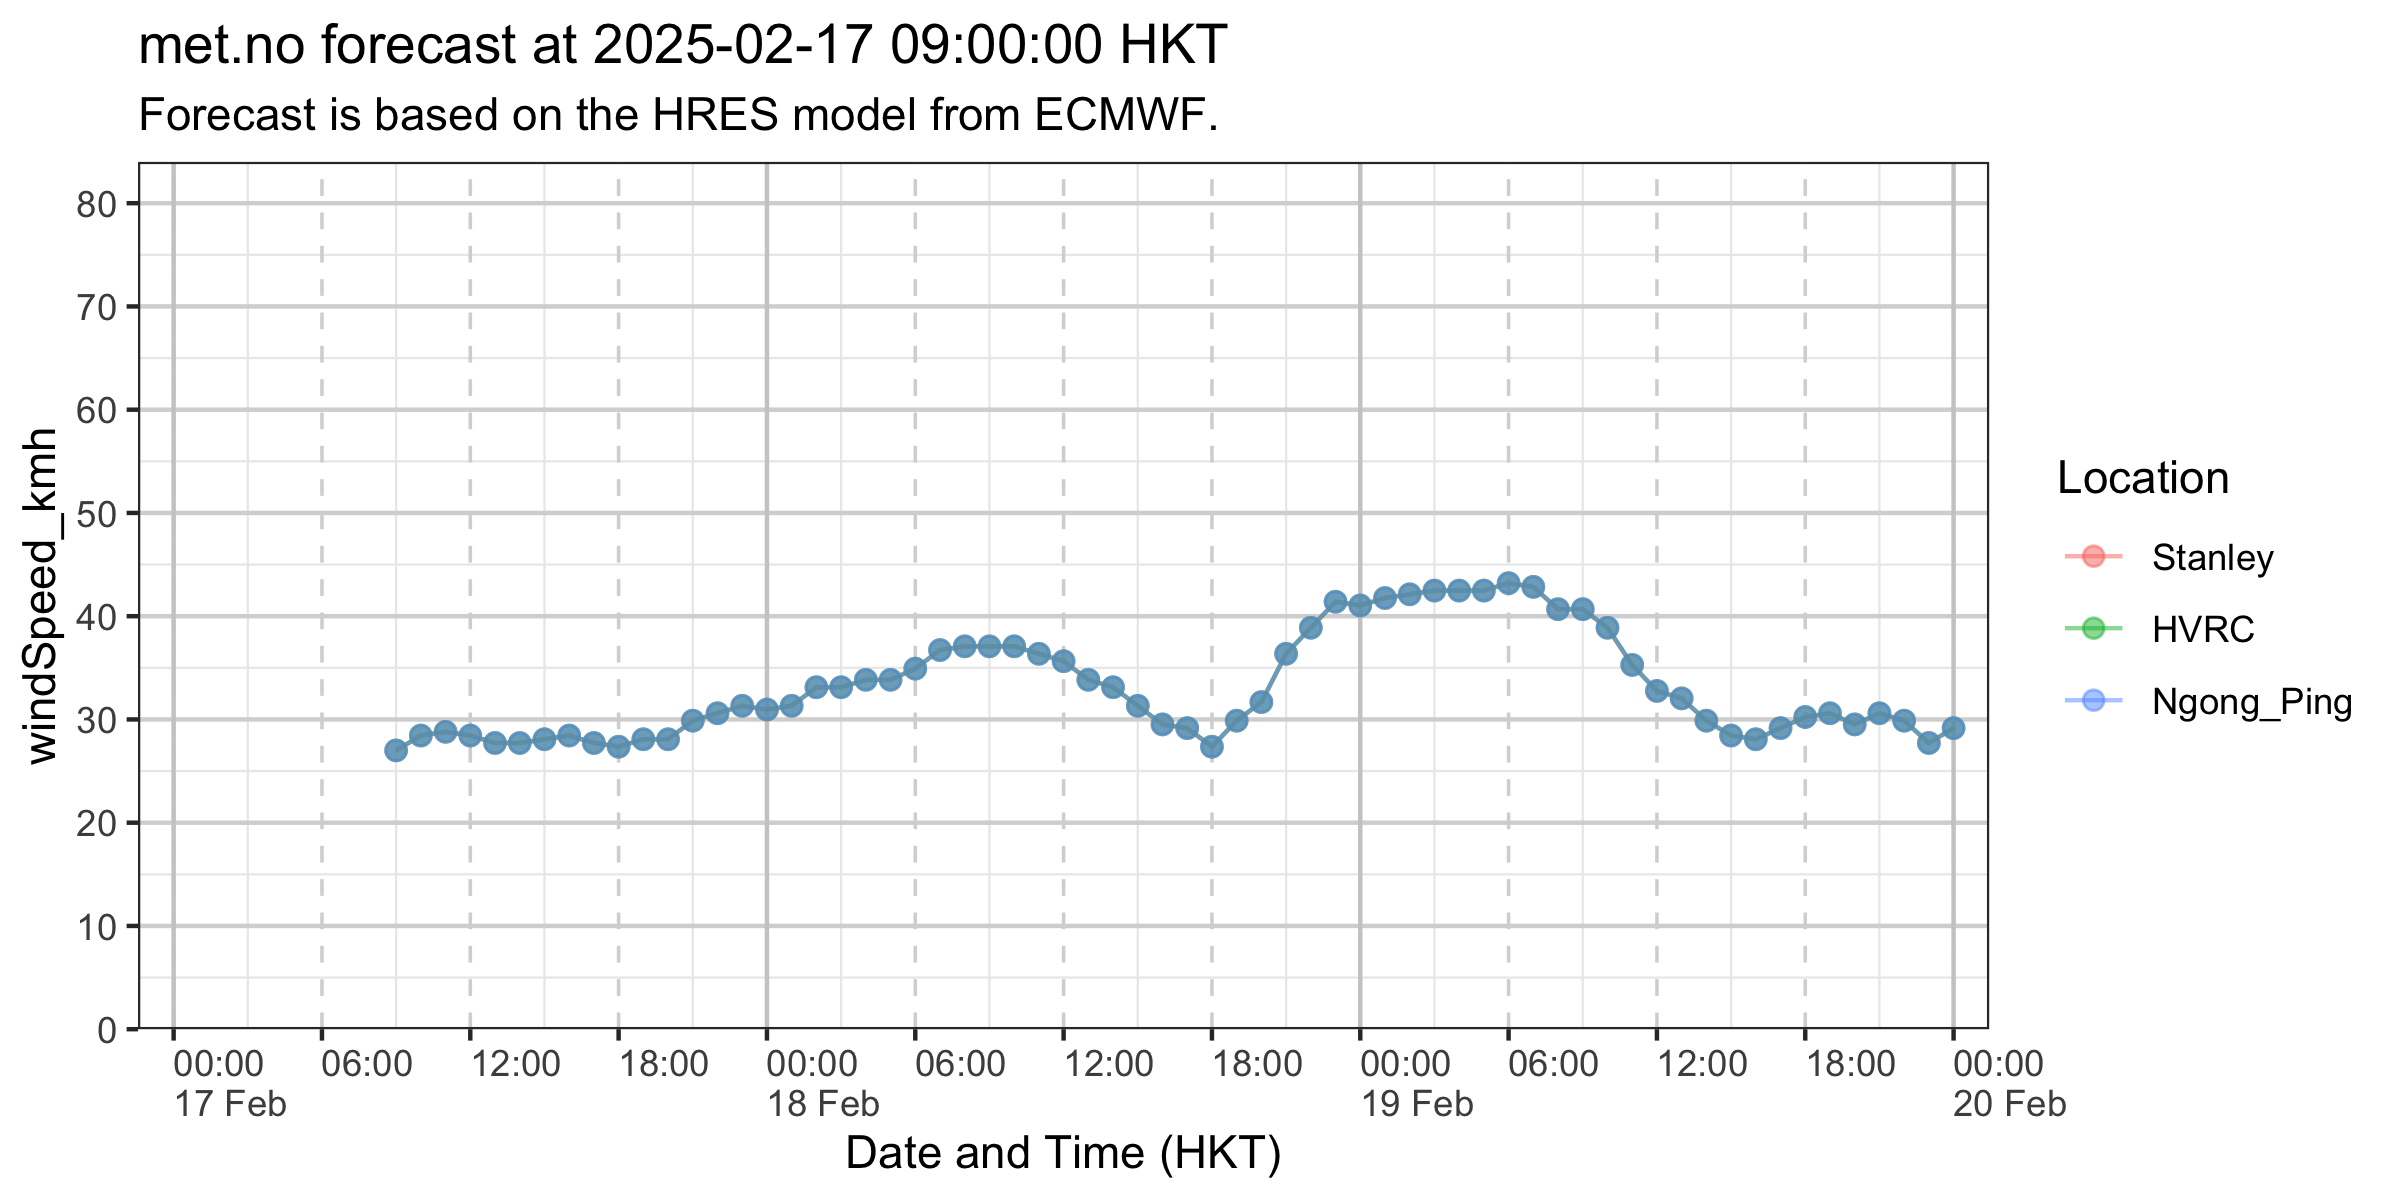 met.no forecast at 2025-02-17 09:00:00 HKT
Forecast is based on the HRES model from ECMWF.
windSpeed_kmh
80
70
60
50
40
30
20
10
0
00:00 06:00 12:00 18:00 00:00 06:00 12:00 18:00 00:00 06:00 12:00 18:00 00:00
17 Feb 18 Feb 19 Feb 20 Feb
Date and Time (HKT)
Location
Stanley
HVRC
Ngong_Ping